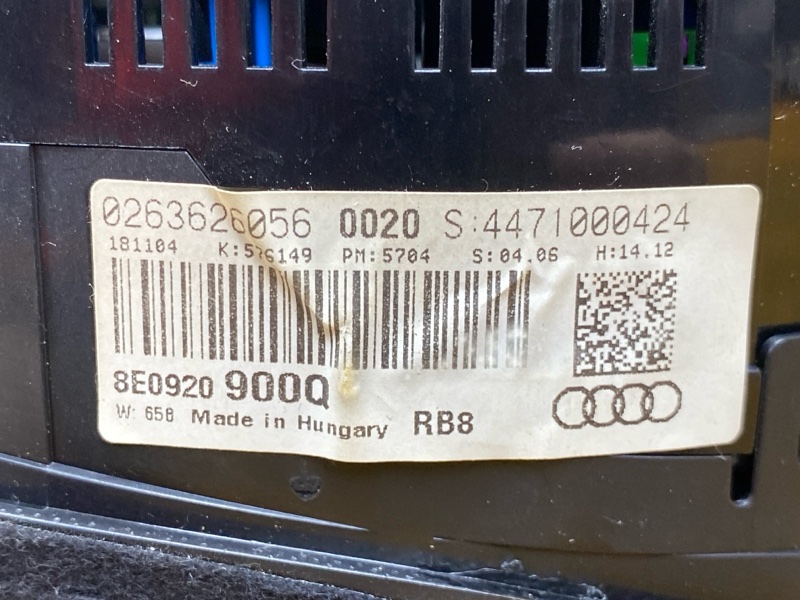 0263626056 0020 S:4471000424
181104 K:576149 PM:5704 S:04.06 H:14.12
8E0920 900Q
W: 658 Made in Hungary RB8